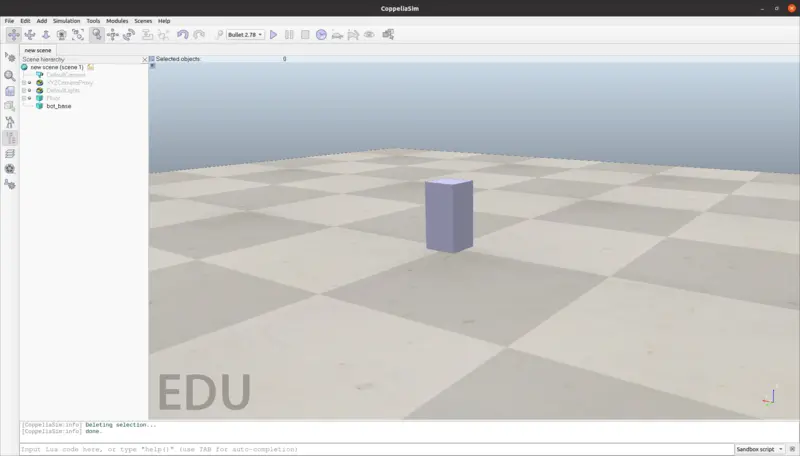 CoppeliaSim
File Edit Add Simulation Tools Modules Scenes Help
Bullet 2.78
new scene
Scene hierarchy
Selected objects: 0
new scene (scene 1)
DefaultCamera
XYZCameraProxy
DefaultLights
Floor
bot_base
EDU
[CoppeliaSim:info] Deleting selection...
[CoppeliaSim:info] done.
Input Lua code here, or type "help()" (use TAB for auto-completion)
Sandbox script